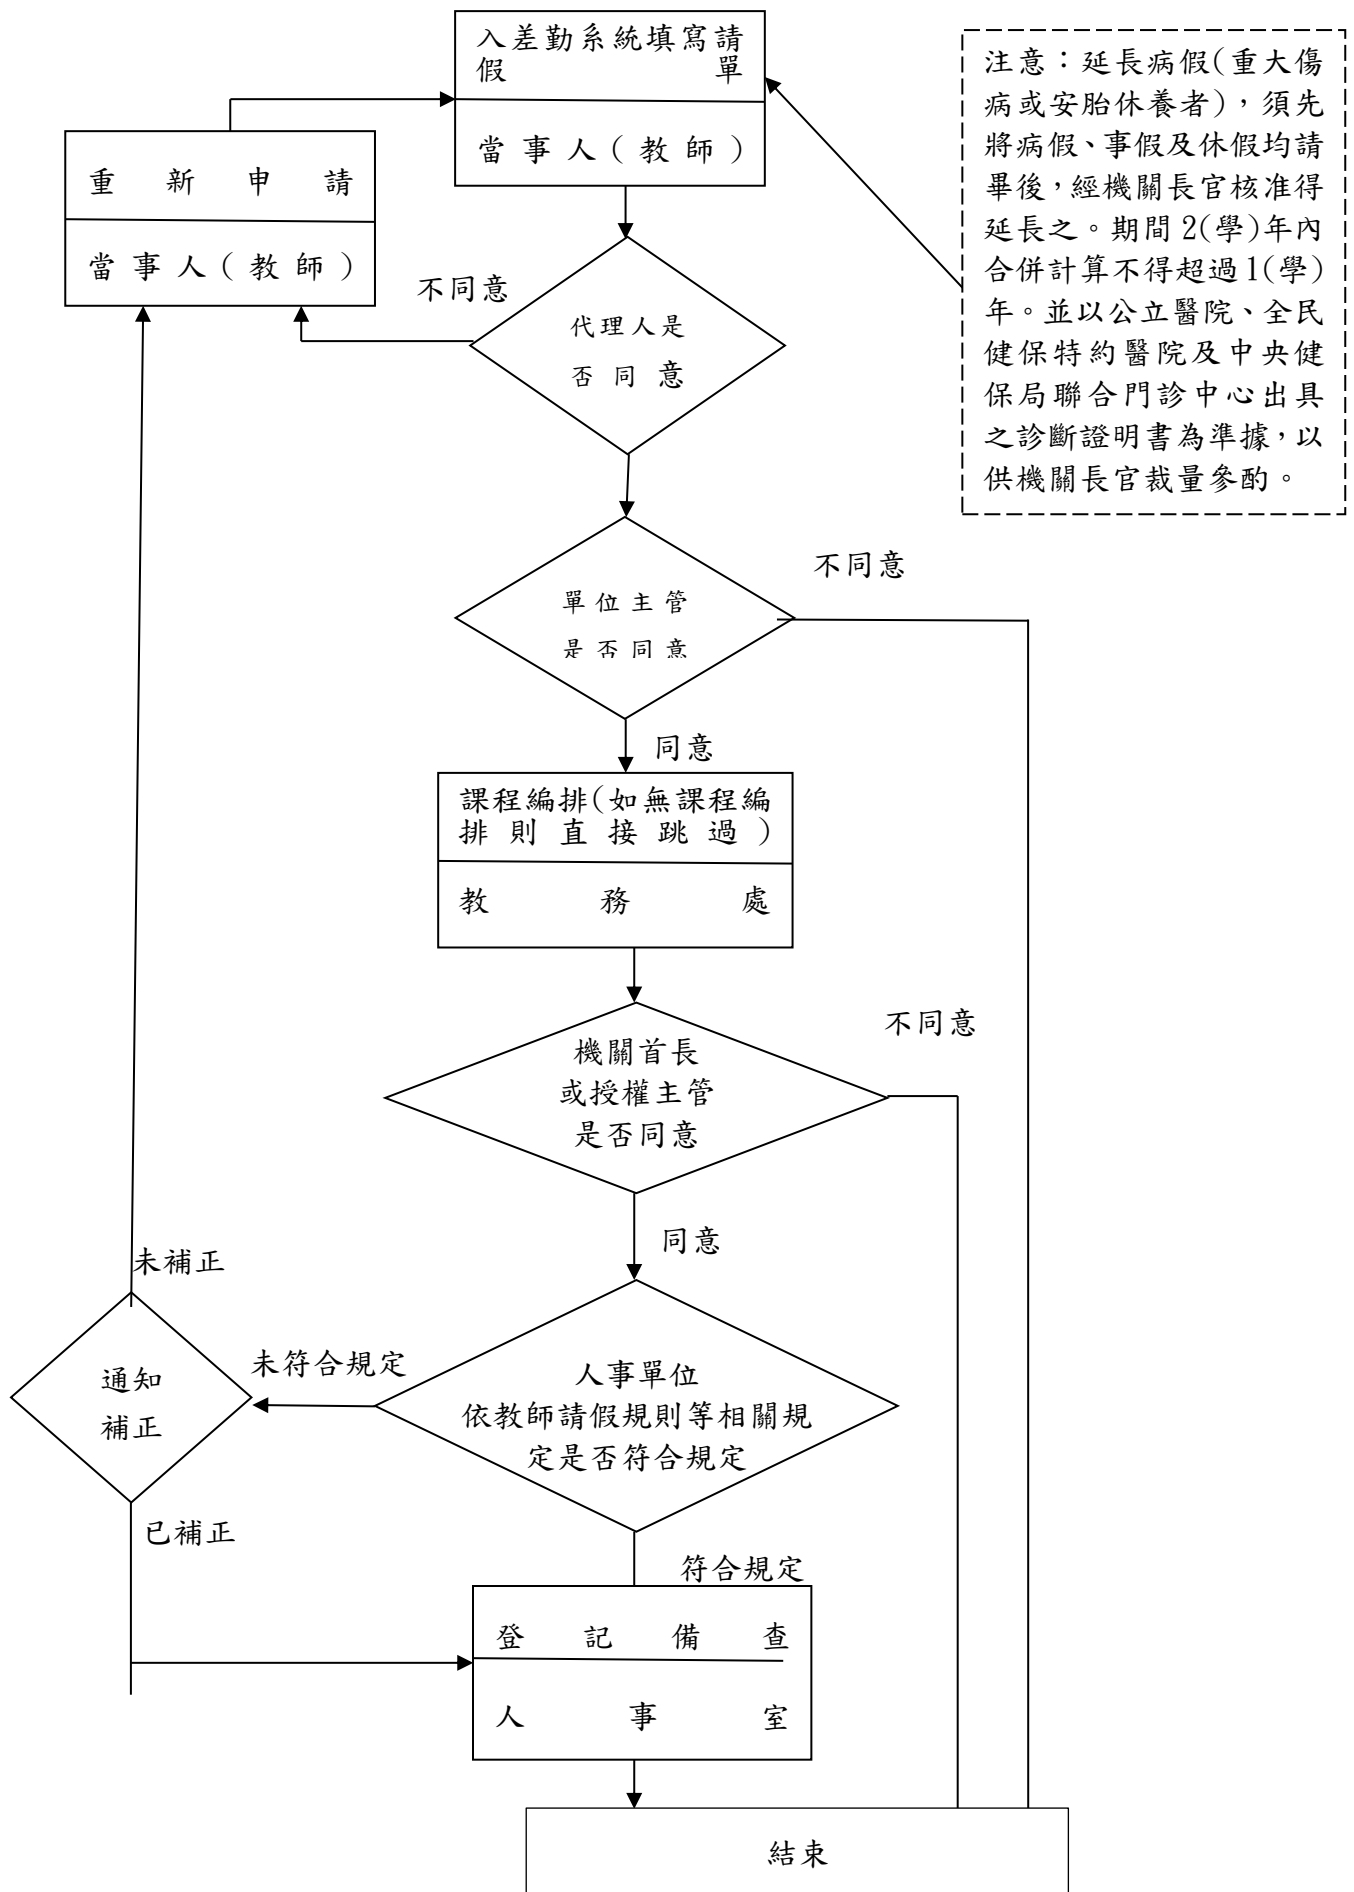 入差勤系統填寫請
假單
當事人(教師)
注意：延長病假(重大傷
病或安胎休養者)，須先
將病假、事假及休假均請
畢後，經機關長官核准得
延長之。期間2(學)年內
合併計算不得超過1(學)
年。並以公立醫院、全民
健保特約醫院及中央健
保局聯合門診中心出具
之診斷證明書為準據，以
供機關長官裁量參酌。
重新申請
當事人(教師)
不同意
代理人是
否同意
不同意
單位主管
是否同意
同意
課程編排(如無課程編
排則直接跳過)
教務處
不同意
機關首長
或授權主管
是否同意
同意
未補正
未符合規定
通知
補正
人事單位
依教師請假規則等相關規
定是否符合規定
已補正
符合規定
登記備查
人事室
結束